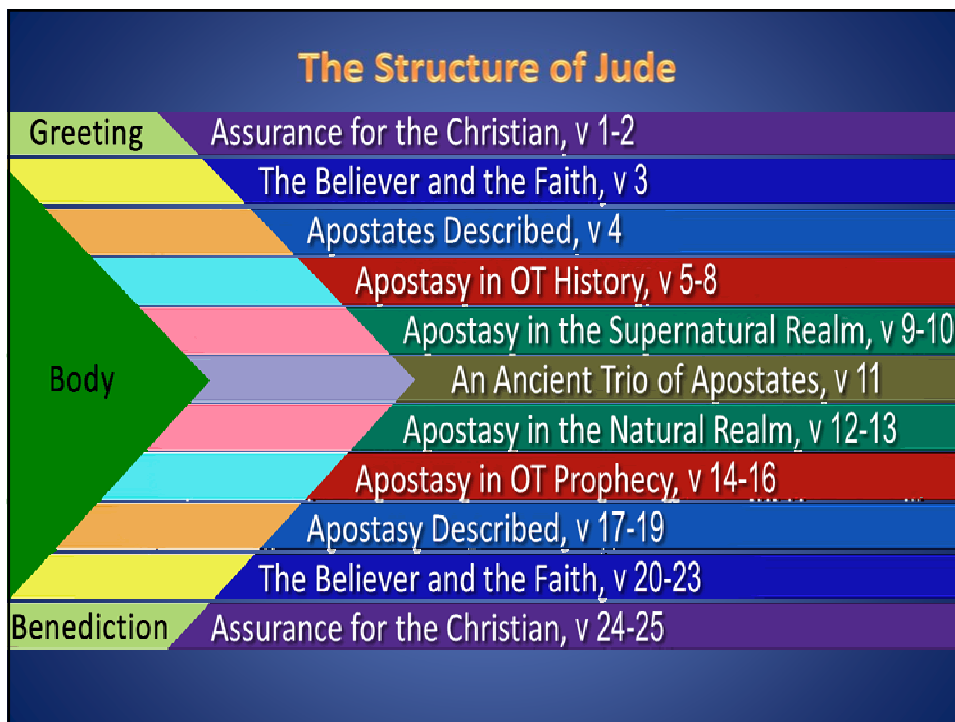 The Structure of Jude
Greeting
Assurance for the Christian, v 1-2
The Believer and the Faith, v 3
Apostates Described, v 4
Apostasy in OT History, v 5-8
Apostasy in the Supernatural Realm, v 9-10
Body
An Ancient Trio of Apostates, v 11
Apostasy in the Natural Realm, v 12-13
Apostasy in OT Prophecy, v 14-16
Apostasy Described, v 17-19
The Believer and the Faith, v 20-23
Benediction
Assurance for the Christian, v 24-25